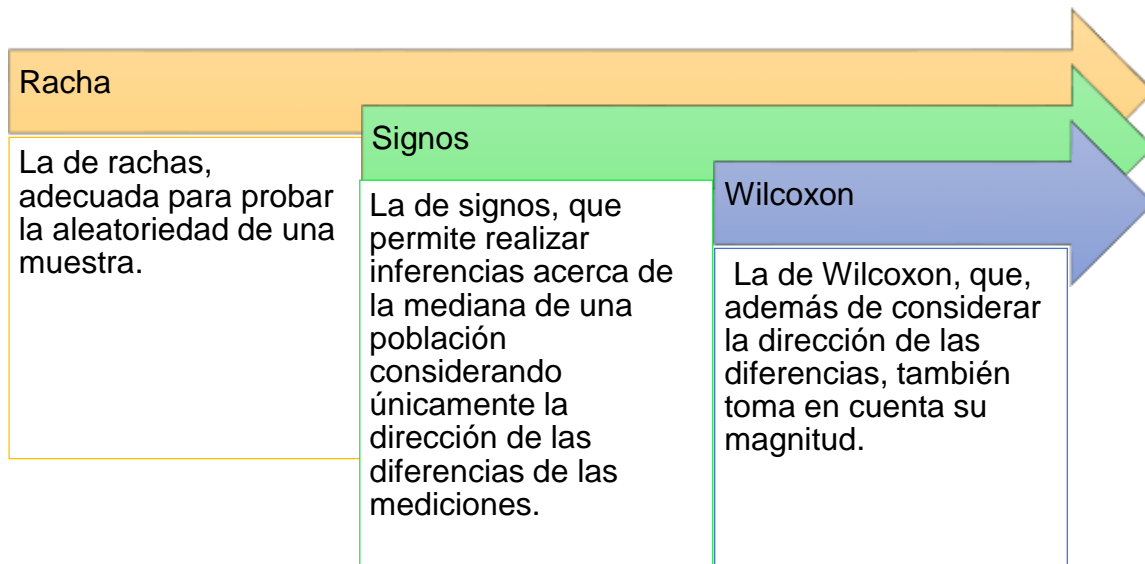 Racha
La de rachas,
adecuada para probar
la aleatoriedad de una
muestra.
Signos
La de signos, que
permite realizar
inferencias acerca de
la mediana de una
población
considerando
únicamente la
dirección de las
diferencias de las
mediciones.
Wilcoxon
La de Wilcoxon, que,
además de considerar
la dirección de las
diferencias, también
toma en cuenta su
magnitud.